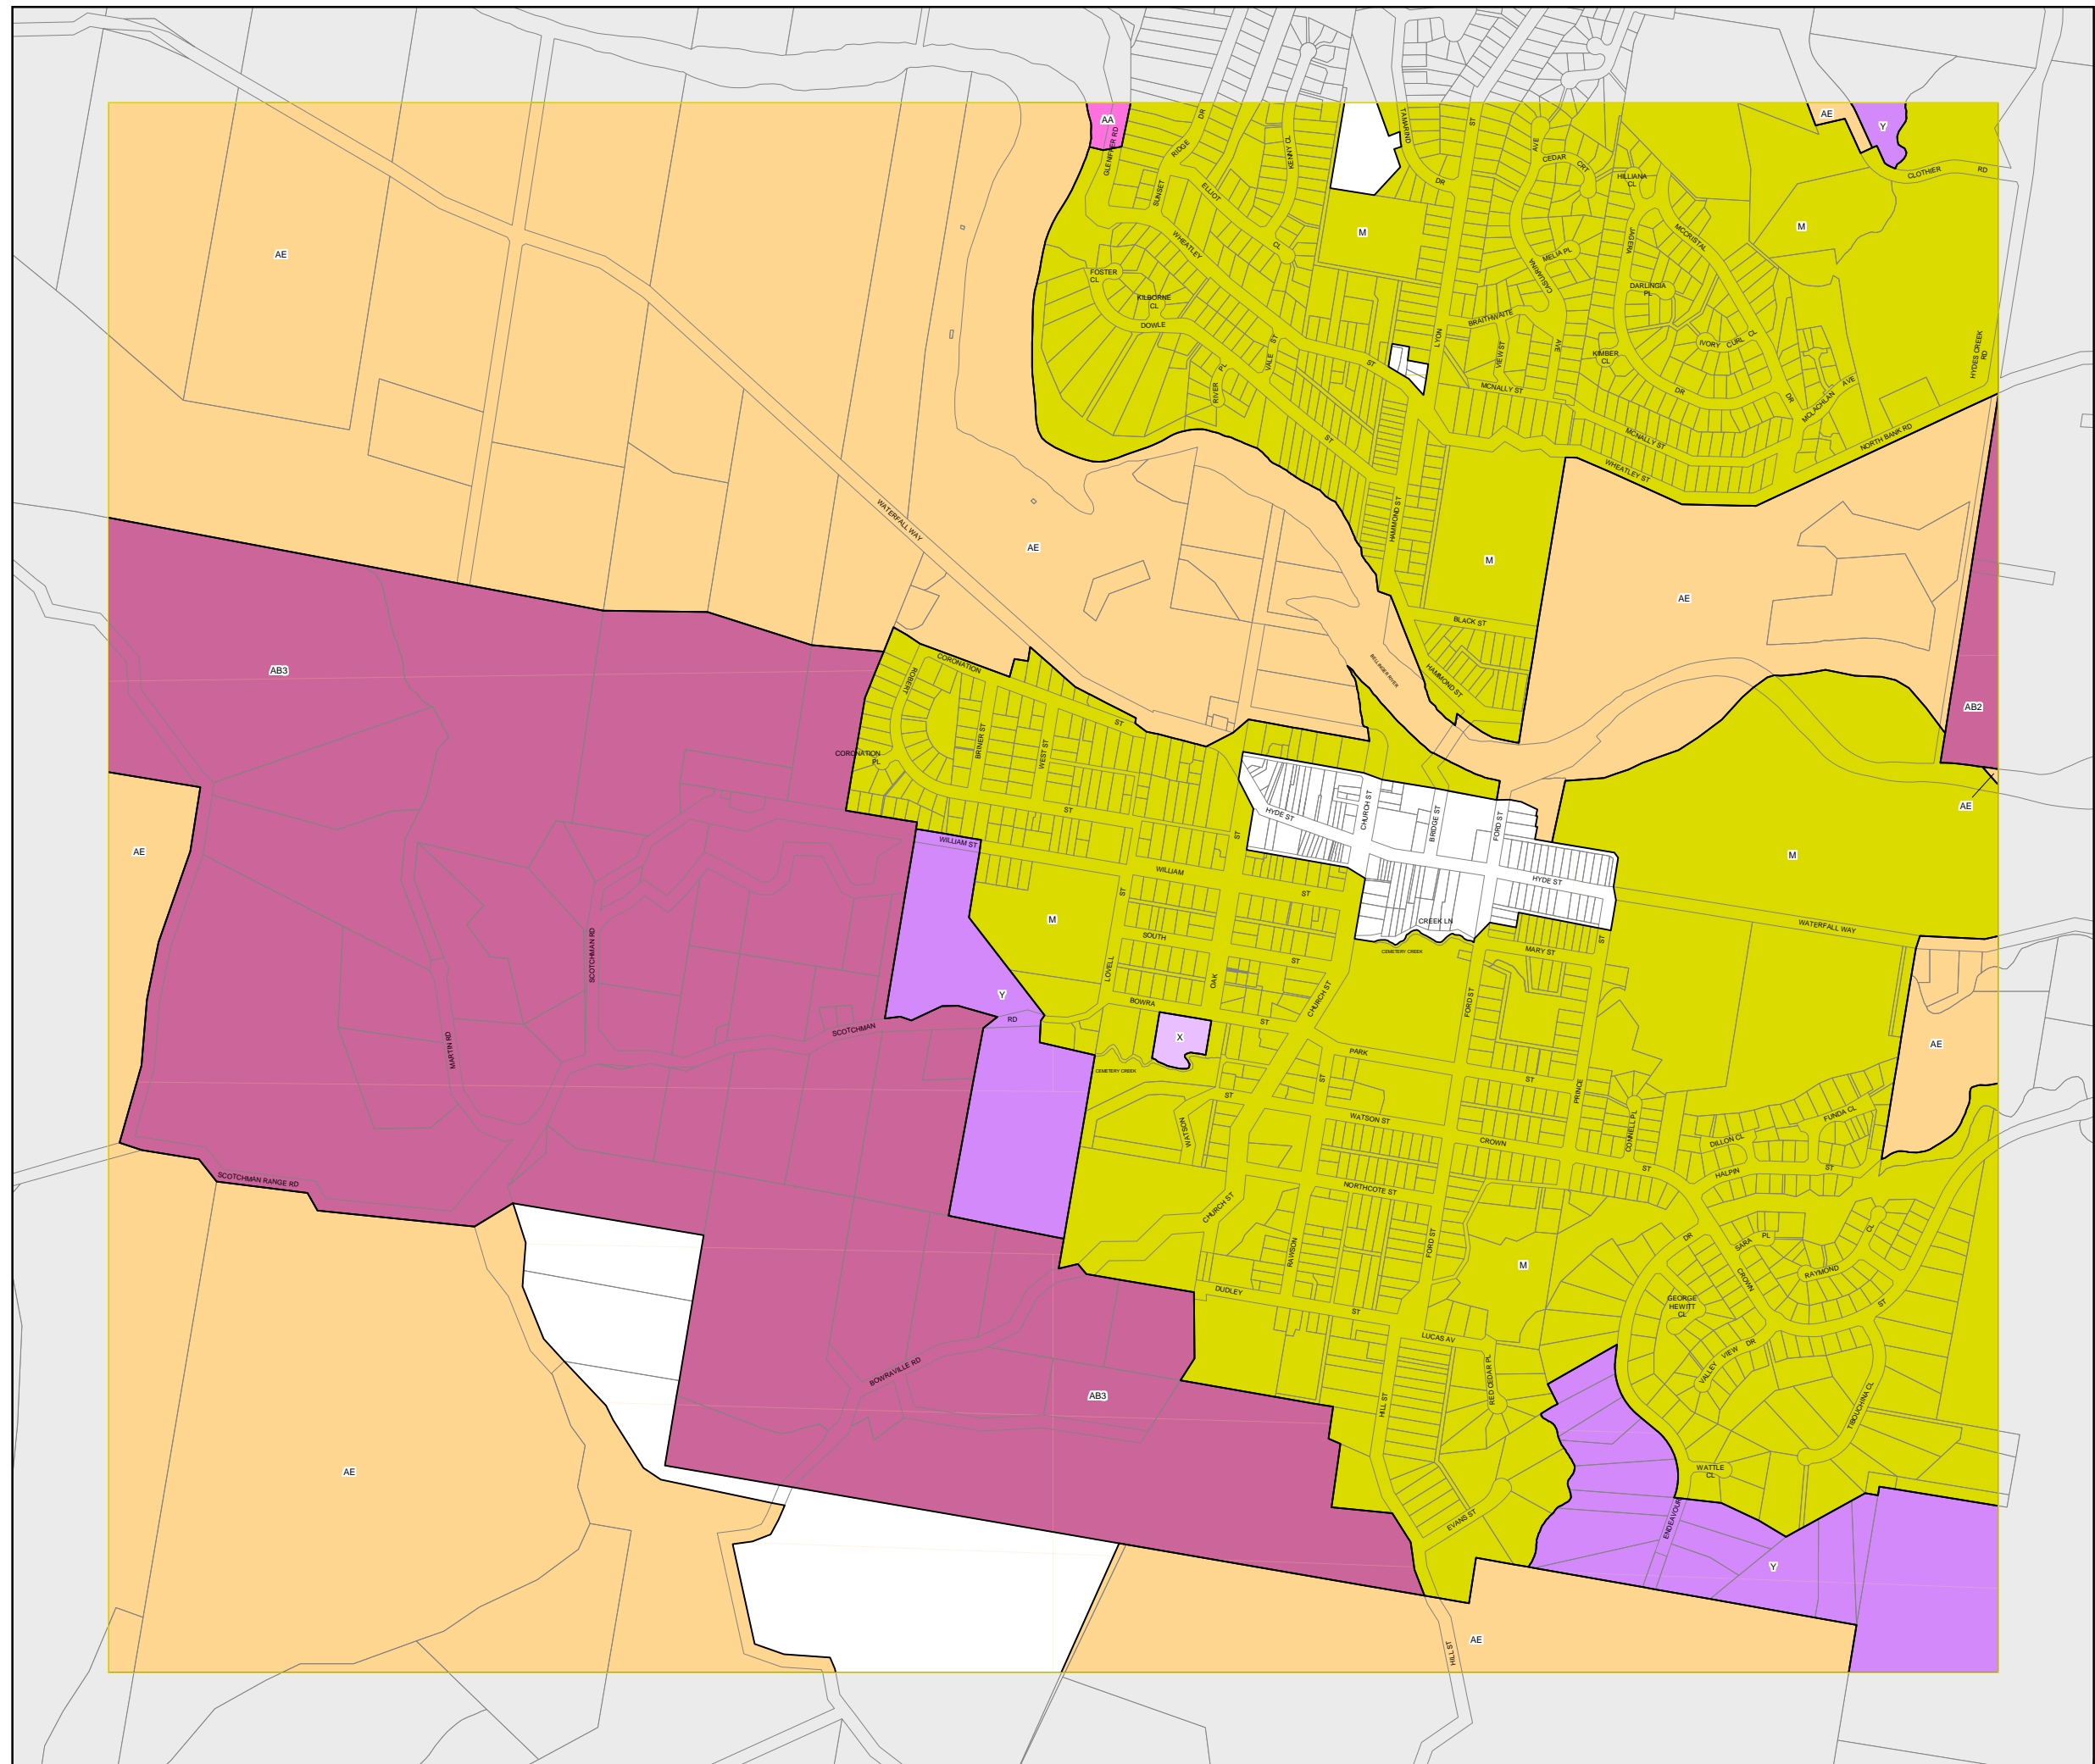 AA
AE
Y
GLENIFFER RD
DR
RIDGE
KENNEL CL
TAMARIND
ST
AVE
CEDAR
CRT
HILLIANA
CL
CLOTHIER
RD
SUNSET
ELLIOT
CL
DR
M
M
WHEATLEY
MELIA PL
CASUARINA
JAGERA
MCCRISTAL
AE
FOSTER
CL
KILBORNE
CL
DOWLE
DARLINGIA
PL
BRAITHWAITE
LYON
VIEW ST
AVE
KIMBER
CL
IVORY
CURL
CL
HYDES CREEK
RD
VALE
ST
ST
RIVER
PL
MCNALLY ST
DR
DR
MCLACHLAN
AVE
ST
MCNALLY ST
NORTH BANK RD
WHEATLEY ST
WATERFALL WAY
HAMMOND ST
AE
M
AE
BLACK ST
HAMMOND ST
BELLINGER RIVER
AB3
AB2
CORONATION
ROBERT
ST
BRINER ST
WEST ST
CORONATION
PL
AE
AE
M
ST
ST
HYDE ST
CHURCH ST
BRIDGE ST
FORD ST
WILLIAM ST
WILLIAM
ST
HYDE ST
M
ST
CREEK LN
WATERFALL WAY
SCOTCHMAN RD
SOUTH
ST
CEMETERY CREEK
MARY ST
ST
LOVELL
OAK
CHURCH ST
FORD ST
Y
BOWRA
ST
RD
SCOTCHMAN
X
MARTIN RD
PARK
ST
AE
CEMETERY CREEK
ST
ST
PRINCE
WATSON
WATSON ST
CROWN
CONNELL PL
DILLON CL
FUNDA CL
ST
HALPIN
ST
SCOTCHMAN RANGE RD
NORTHCOTE ST
CHURCH ST
RAWSON
FORD ST
M
DR
SARA
PL
CL
CROWN
RAYMOND
DUDLEY
ST
GEORGE
HEWITT
CL
ST
LUCAS AV
VALLEY
VIEW
DR
BOWRAVILLE RD
RED CEDAR PL
AB3
HILL ST
TIBOUCHINA CL
AE
WATTLE
CL
EVANS ST
ENDEAVOUR
Y
AE
HILL ST